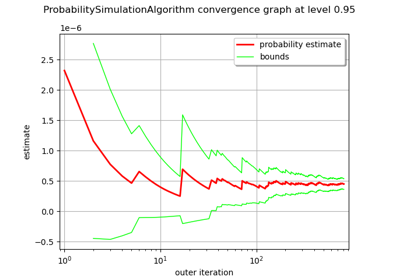 ProbabilitySimulationAlgorithm convergence graph at level 0.95
1e−6
probability estimate
bounds
2.5
2.0
1.5
1.0
0.5
0.0
−0.5
estimate
10⁰
10¹
10²
outer iteration